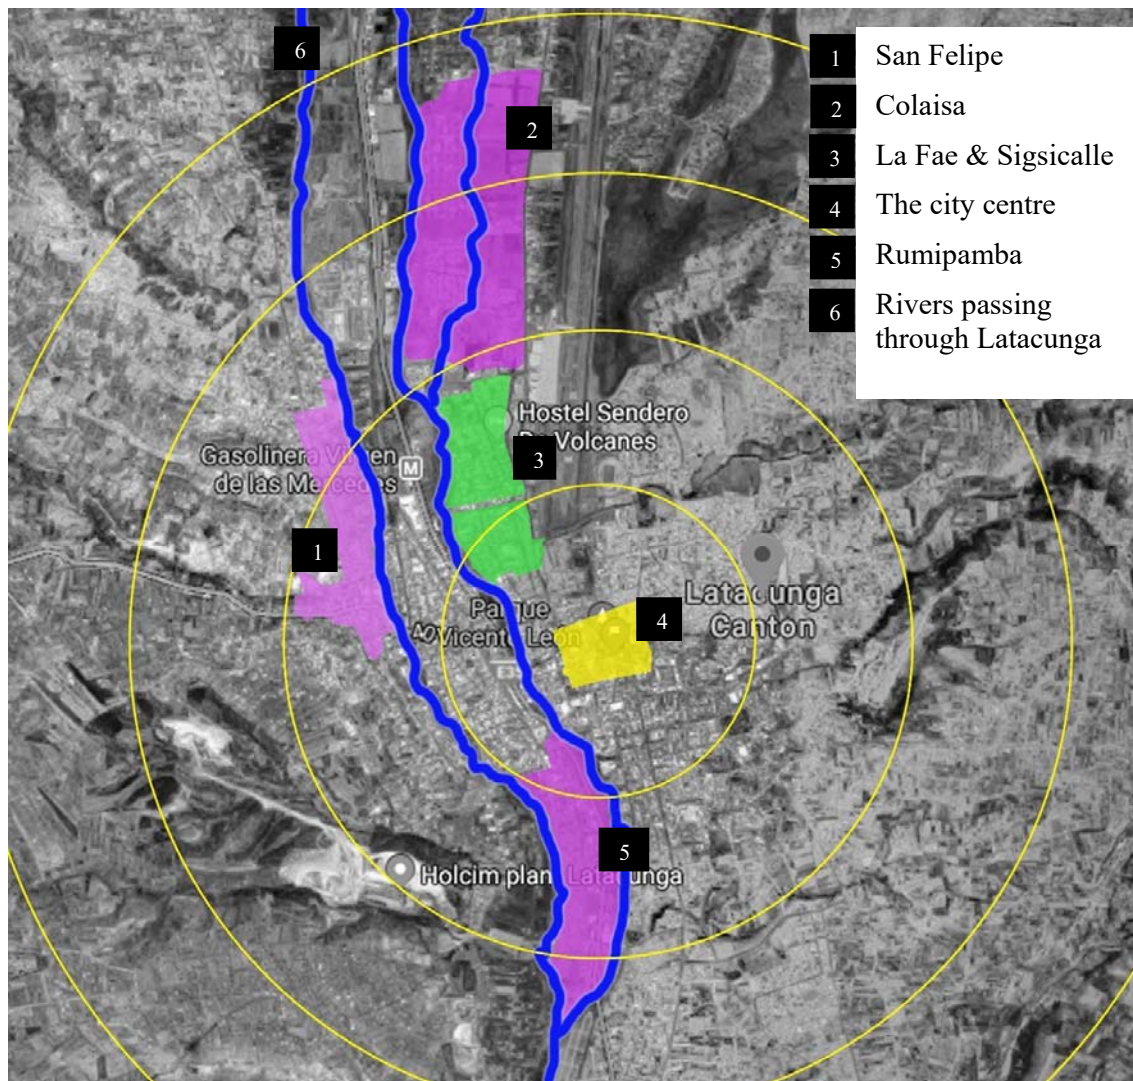 6
1 San Felipe
2 Colaisa
3 La Fae & Sigsicalle
4 The city centre
5 Rumipamba
6 Rivers passing
through Latacunga
2
Hostel Sendero
Volcanes
3
Gasolinera
de las Mercedes
M
1
Parque
Vicente León
4
Latacunga
Canton
5
Holcim plan